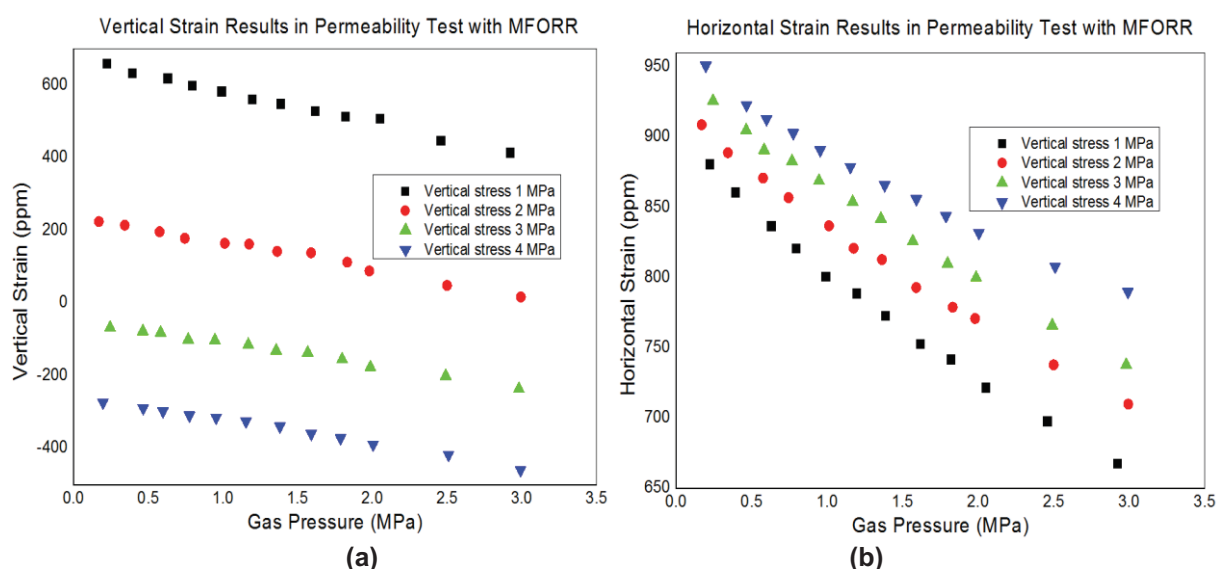 Vertical Strain Results in Permeability Test with MFORR
Vertical Strain (ppm)
600
400
200
0
-200
-400
Vertical stress 1 MPa
Vertical stress 2 MPa
Vertical stress 3 MPa
Vertical stress 4 MPa
0.0 0.5 1.0 1.5 2.0 2.5 3.0 3.5
Gas Pressure (MPa)
(a)
Horizontal Strain Results in Permeability Test with MFORR
Horizontal Strain (ppm)
950
900
850
800
750
700
650
Vertical stress 1 MPa
Vertical stress 2 MPa
Vertical stress 3 MPa
Vertical stress 4 MPa
0.0 0.5 1.0 1.5 2.0 2.5 3.0 3.5
Gas Pressure (MPa)
(b)